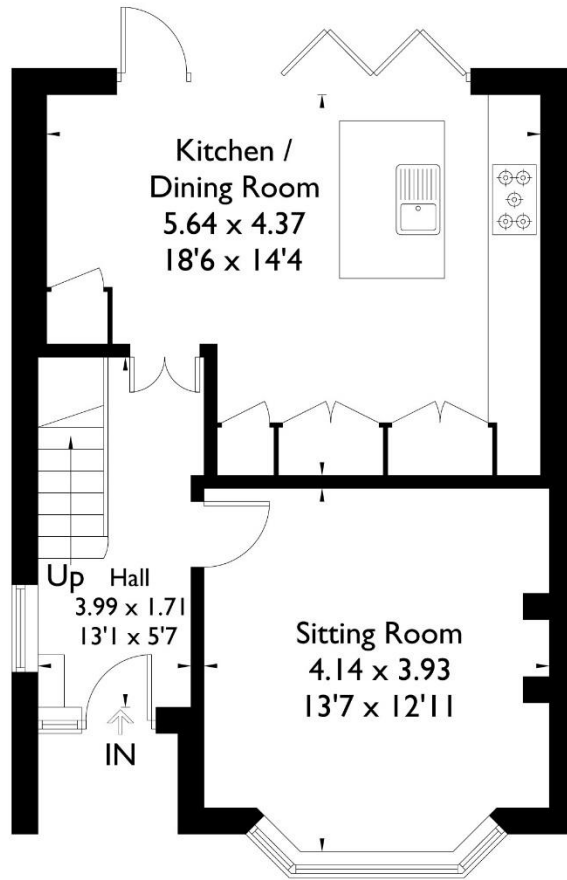 Kitchen /
Dining Room
5.64 x 4.37
18'6 x 14'4
Up
Hall
3.99 x 1.71
13'1 x 5'7
Sitting Room
4.14 x 3.93
13'7 x 12'11
IN